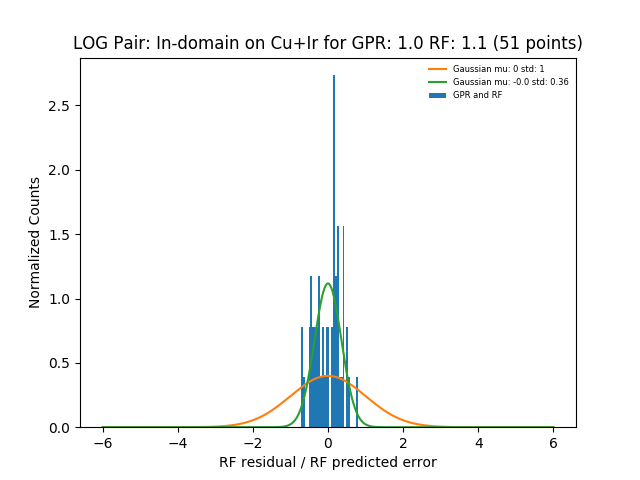 LOG Pair: In-domain on Cu+Ir for GPR: 1.0 RF: 1.1 (51 points)
Gaussian mu: 0 std: 1
Gaussian mu: -0.0 std: 0.36
GPR and RF
Normalized Counts
2.5
2.0
1.5
1.0
0.5
0.0
−6 −4 −2 0 2 4 6
RF residual / RF predicted error